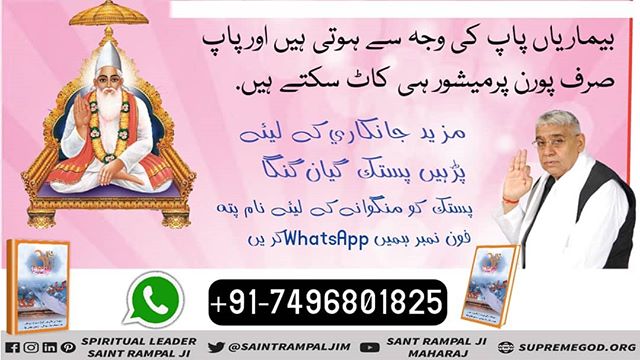 بیماریاں پاپ کی وجہ سے ہوتی ہیں اور پاپ
صرف پورن پرمیشور ہی کاٹ سکتے ہیں.
مزید جانکاري کے لیئے
پڑہیں پستک گیان گنگا
پستک کو منگوانے کے لیئے نام پتہ
فون نمبر ہمیں WhatsApp کریں
+91-7496801825
SPIRITUAL LEADER
SAINT RAMPAL JI
@SAINTRAMPALJIM
SANT RAMPAL JI
MAHARAJ
SUPREMEGOD.ORG